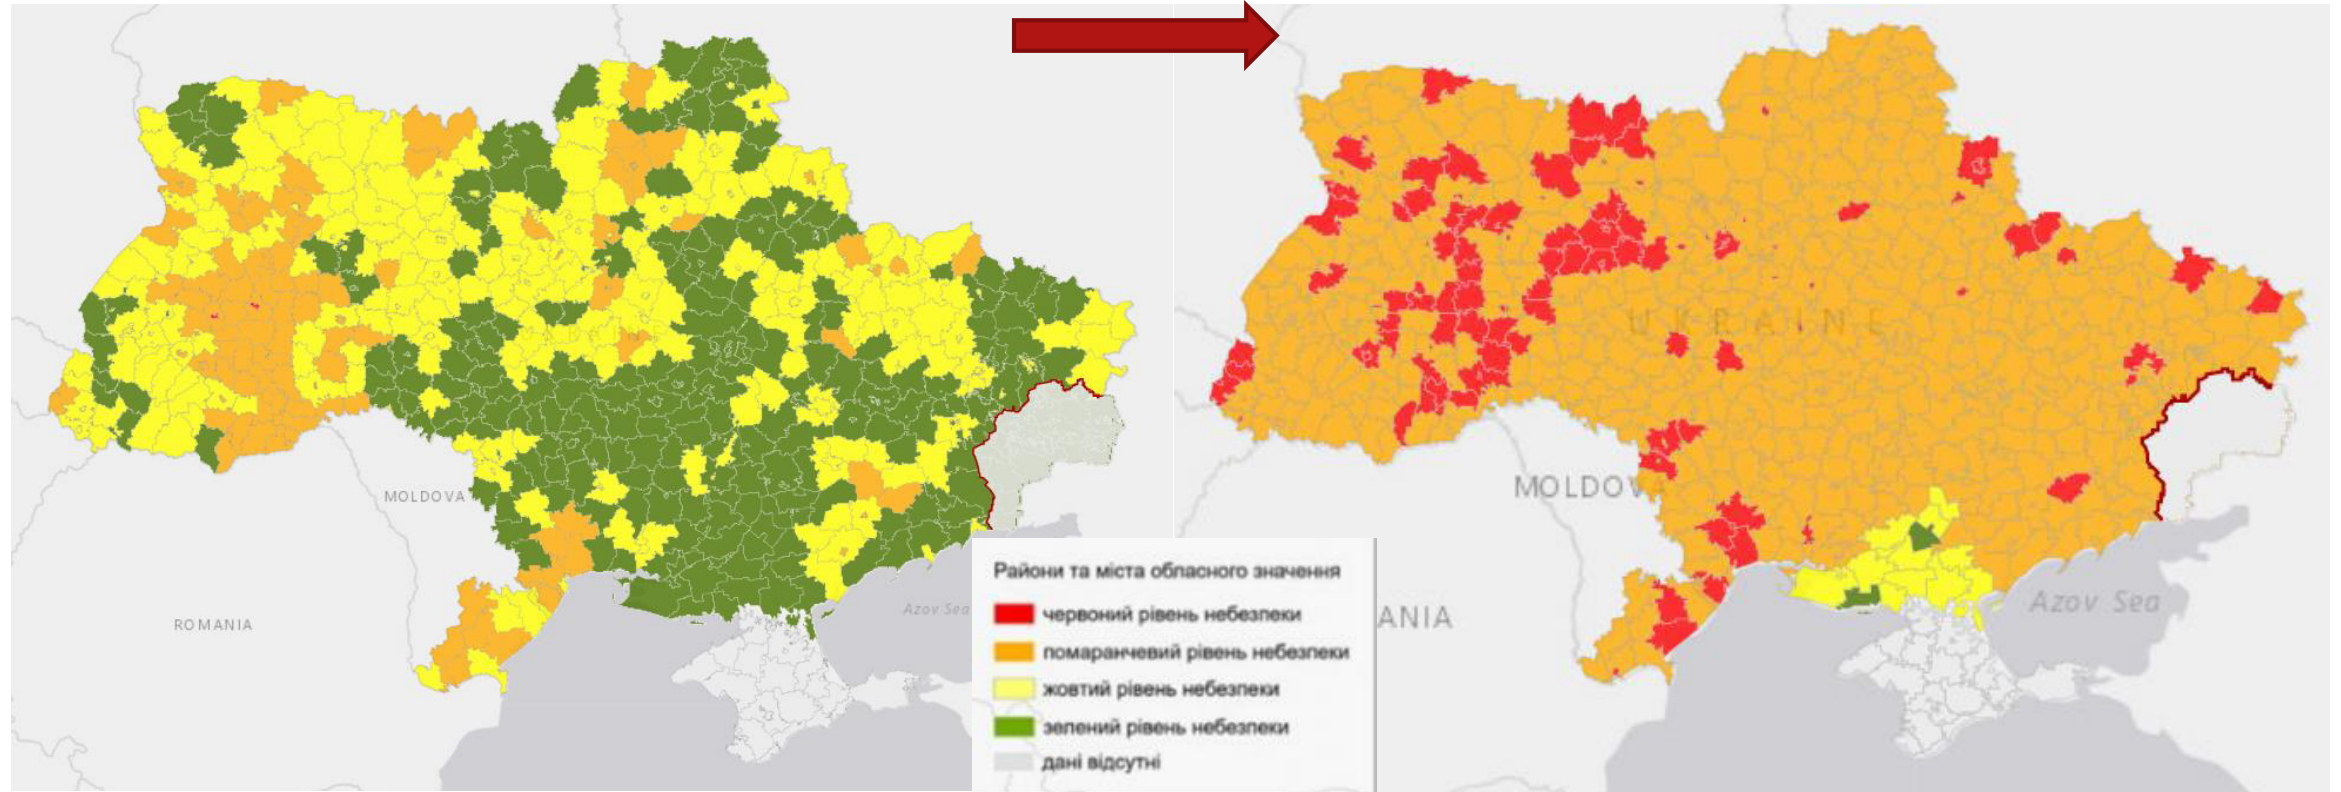 UKRAINE
MOLDOVA
MOLDOV
ROMANIA
Azov Sea
Azov Sea
ANIA
Райони та міста обласного значення
червоний рівень небезпеки
помаранчевий рівень небезпеки
жовтий рівень небезпеки
зелений рівень небезпеки
дані відсутні